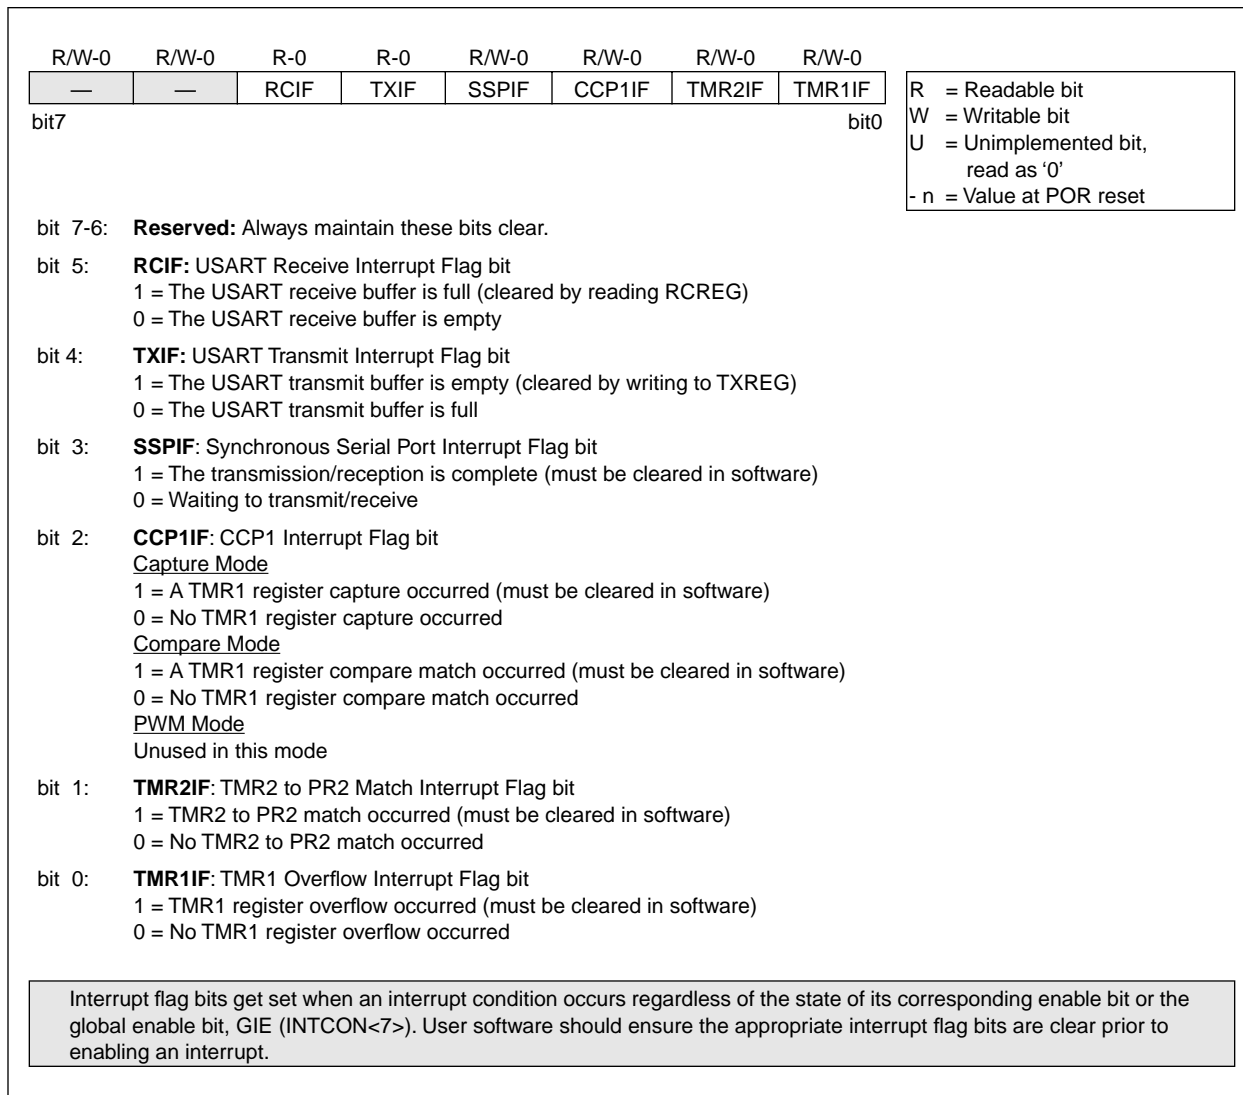 R/W-0 R/W-0 R-0 R-0 R/W-0 R/W-0 R/W-0 R/W-0
— — RCIF TXIF SSPIF CCP1IF TMR2IF TMR1IF
bit7 bit0
R = Readable bit
W = Writable bit
U = Unimplemented bit,
read as ‘0’
- n = Value at POR reset
bit 7-6: Reserved: Always maintain these bits clear.
bit 5: RCIF: USART Receive Interrupt Flag bit
1 = The USART receive buffer is full (cleared by reading RCREG)
0 = The USART receive buffer is empty
bit 4: TXIF: USART Transmit Interrupt Flag bit
1 = The USART transmit buffer is empty (cleared by writing to TXREG)
0 = The USART transmit buffer is full
bit 3: SSPIF: Synchronous Serial Port Interrupt Flag bit
1 = The transmission/reception is complete (must be cleared in software)
0 = Waiting to transmit/receive
bit 2: CCP1IF: CCP1 Interrupt Flag bit
Capture Mode
1 = A TMR1 register capture occurred (must be cleared in software)
0 = No TMR1 register capture occurred
Compare Mode
1 = A TMR1 register compare match occurred (must be cleared in software)
0 = No TMR1 register compare match occurred
PWM Mode
Unused in this mode
bit 1: TMR2IF: TMR2 to PR2 Match Interrupt Flag bit
1 = TMR2 to PR2 match occurred (must be cleared in software)
0 = No TMR2 to PR2 match occurred
bit 0: TMR1IF: TMR1 Overflow Interrupt Flag bit
1 = TMR1 register overflow occurred (must be cleared in software)
0 = No TMR1 register overflow occurred
Interrupt flag bits get set when an interrupt condition occurs regardless of the state of its corresponding enable bit or the
global enable bit, GIE (INTCON<7>). User software should ensure the appropriate interrupt flag bits are clear prior to
enabling an interrupt.